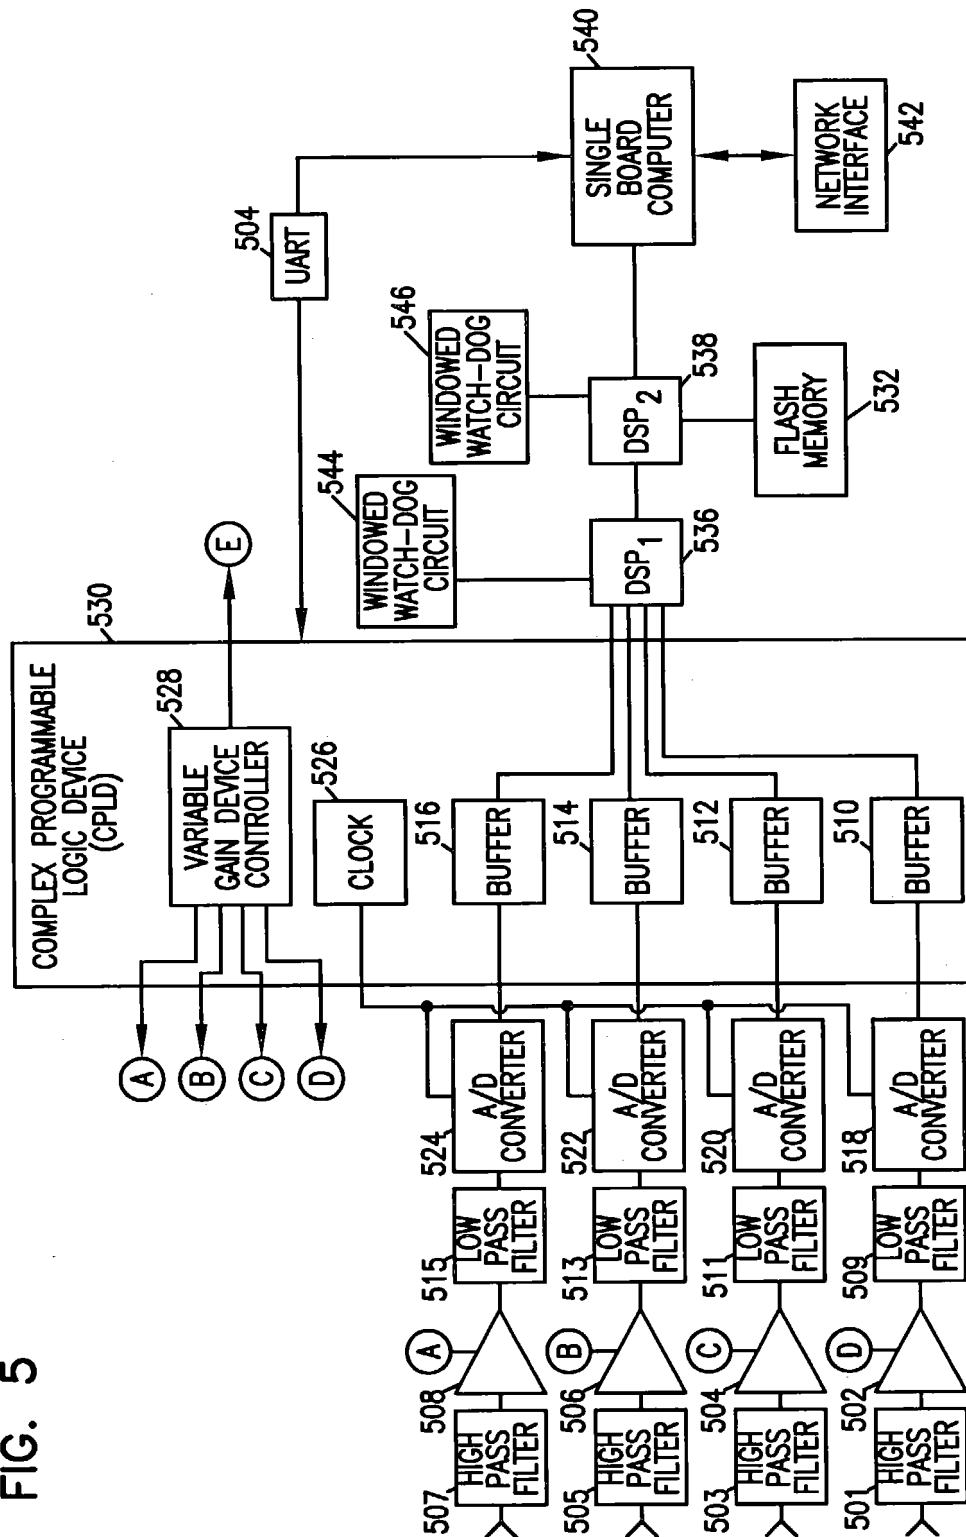 FIG. 5
COMPLEX PROGRAMMABLE
LOGIC DEVICE
(CPLD)
530
A
B
C
D
VARIABLE
GAIN DEVICE
CONTROLLER
528
E
UART
504
CLOCK
526
WINDOWED
WATCH-DOG
CIRCUIT
544
WINDOWED
WATCH-DOG
CIRCUIT
546
SINGLE
BOARD
COMPUTER
540
NETWORK
INTERFACE
542
DSP1
536
DSP2
538
FLASH
MEMORY
532
507
HIGH
PASS
FILTER
508
A
515
LOW
PASS
FILTER
524
A/D
CONVERTER
BUFFER
516
505
HIGH
PASS
FILTER
506
B
513
LOW
PASS
FILTER
522
A/D
CONVERTER
BUFFER
514
503
HIGH
PASS
FILTER
504
C
511
LOW
PASS
FILTER
520
A/D
CONVERTER
BUFFER
512
501
HIGH
PASS
FILTER
502
D
509
LOW
PASS
FILTER
518
A/D
CONVERTER
BUFFER
510